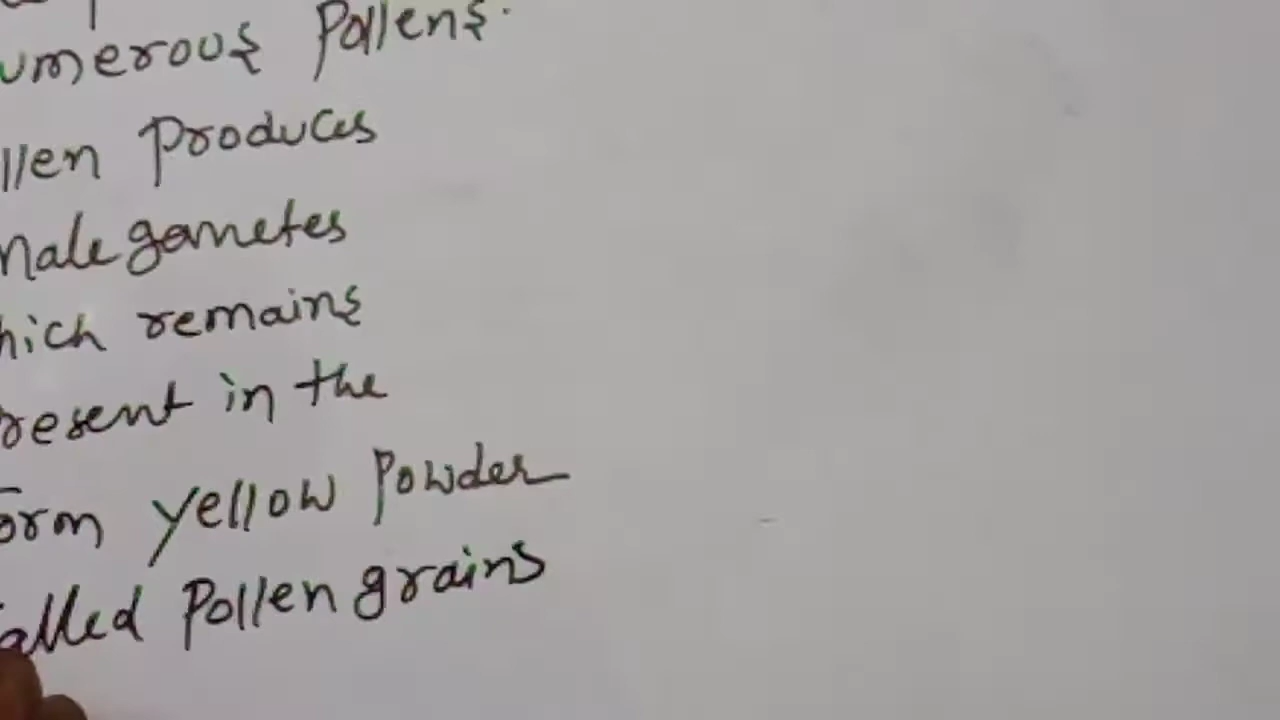 umerous Pollens.
llen Produces
male gametes
hich remains
resent in the
orm yellow Powder
alled Pollen grains